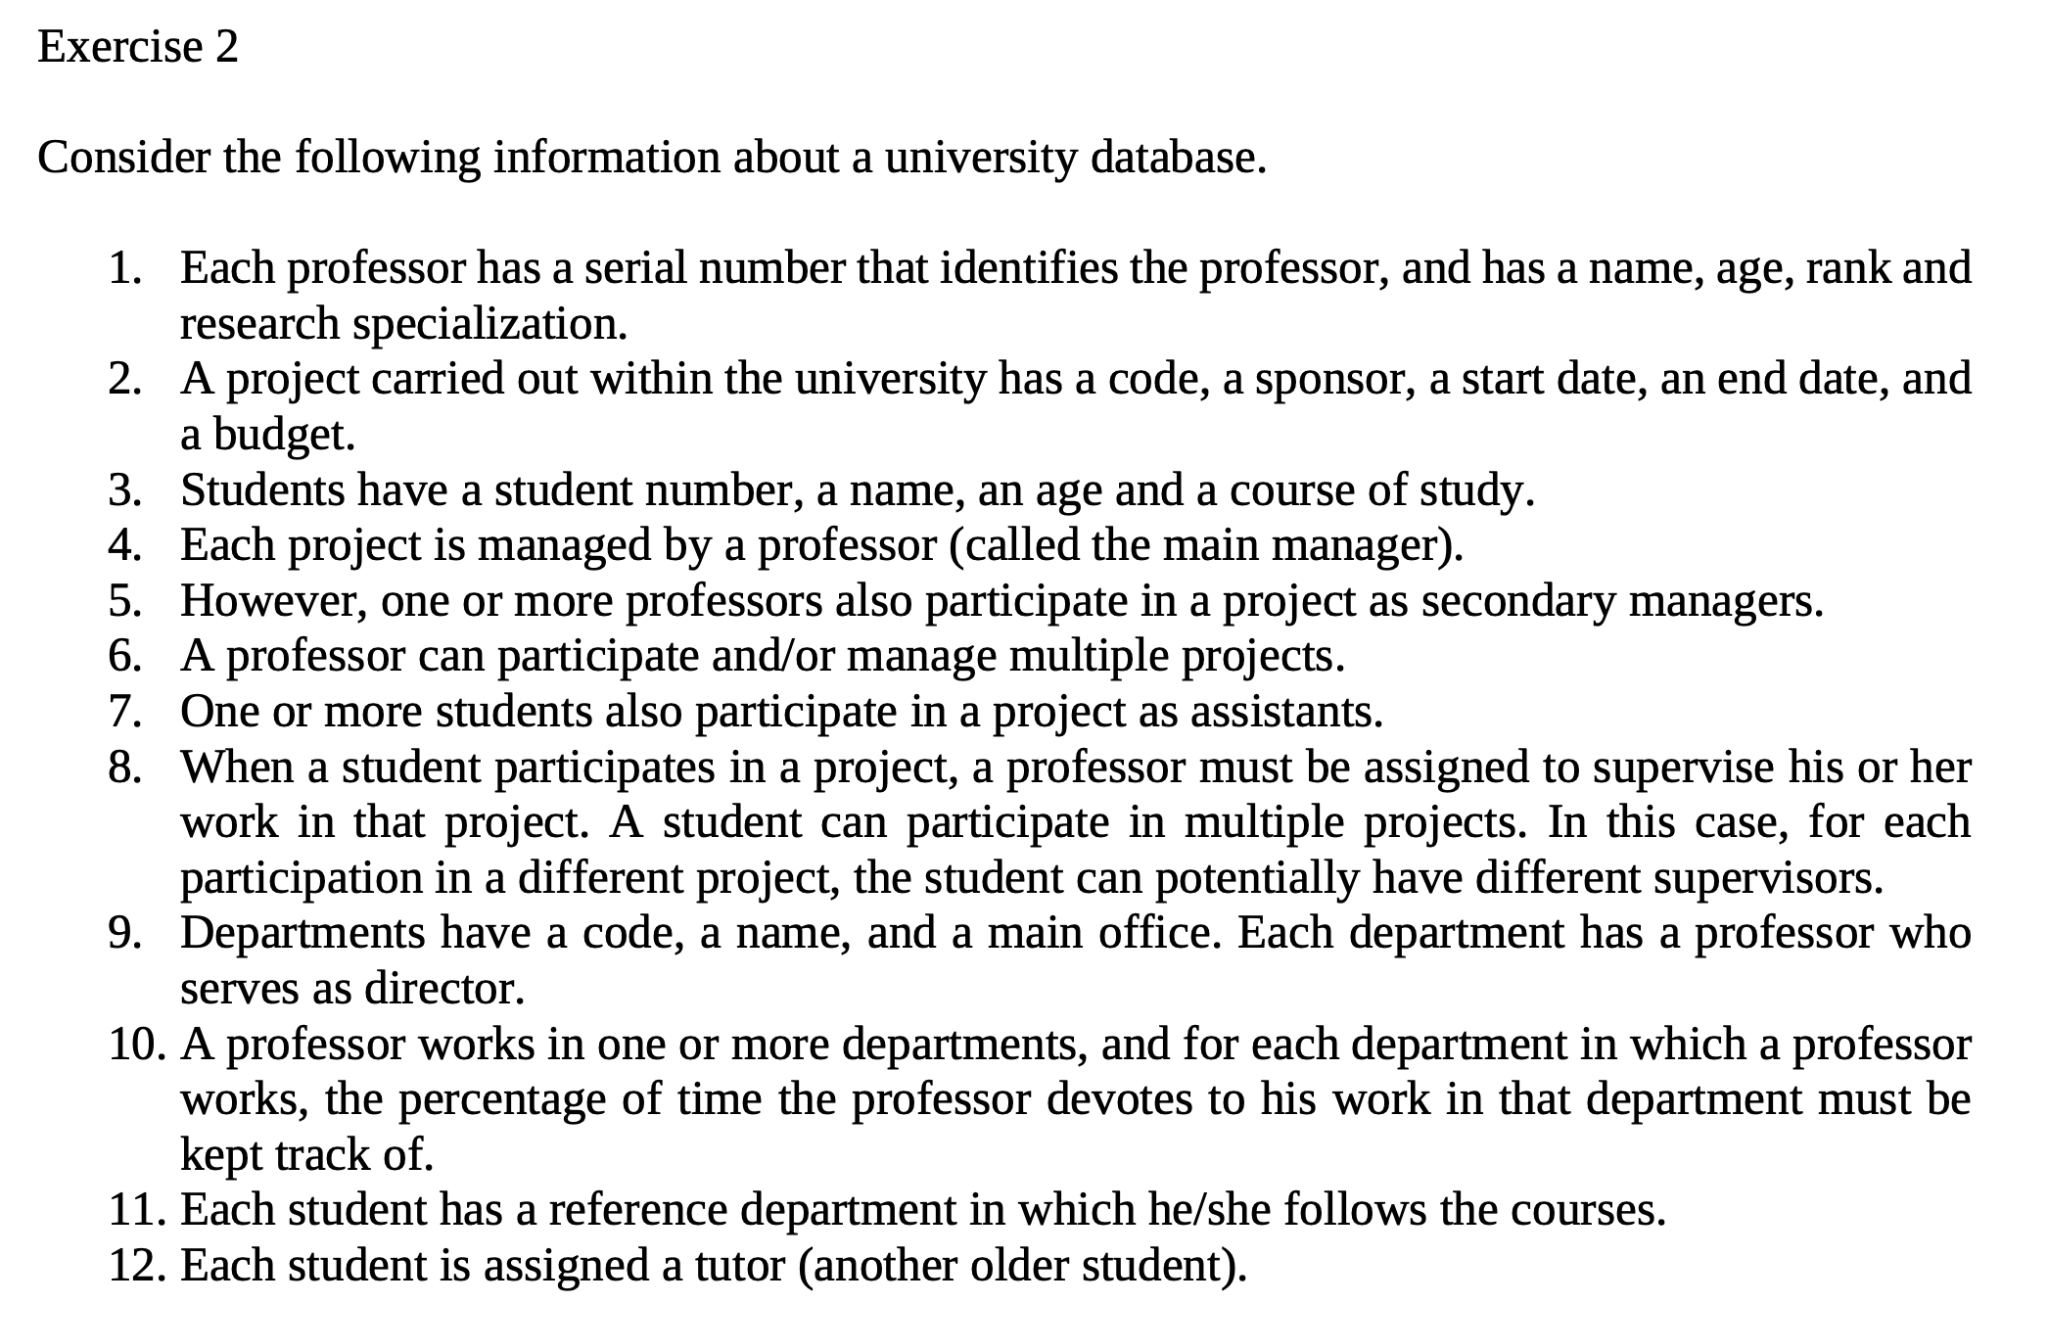 Exercise 2
Consider the following information about a university database.
1. Each professor has a serial number that identifies the professor, and has a name, age, rank and
research specialization.
2. A project carried out within the university has a code, a sponsor, a start date, an end date, and
a budget.
3. Students have a student number, a name, an age and a course of study.
4. Each project is managed by a professor (called the main manager).
5. However, one or more professors also participate in a project as secondary managers.
6. A professor can participate and/or manage multiple projects.
7. One or more students also participate in a project as assistants.
8. When a student participates in a project, a professor must be assigned to supervise his or her
work in that project. A student can participate in multiple projects. In this case, for each
participation in a different project, the student can potentially have different supervisors.
9. Departments have a code, a name, and a main office. Each department has a professor who
serves as director.
10. A professor works in one or more departments, and for each department in which a professor
works, the percentage of time the professor devotes to his work in that department must be
kept track of.
11. Each student has a reference department in which he/she follows the courses.
12. Each student is assigned a tutor (another older student).